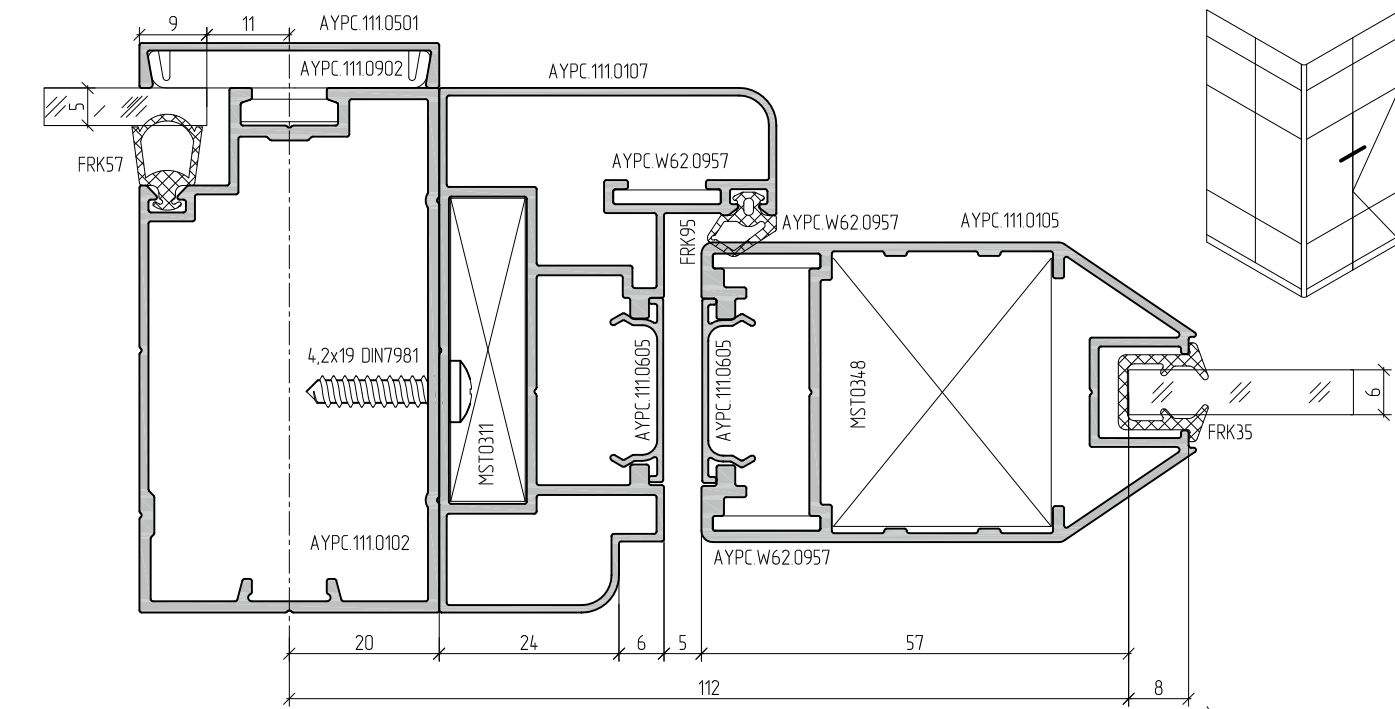 9
11
AYPC.111.0501
AYPC.111.0902
AYPC.111.0107
5
FRK57
AYPC.W62.0957
FRK95
AYPC.W62.0957
AYPC.111.0105
4,2x19 DIN7981
MST0311
AYPC.111.0605
AYPC.111.0605
MST0348
6
FRK35
AYPC.111.0102
AYPC.W62.0957
20
24
6
5
57
112
8